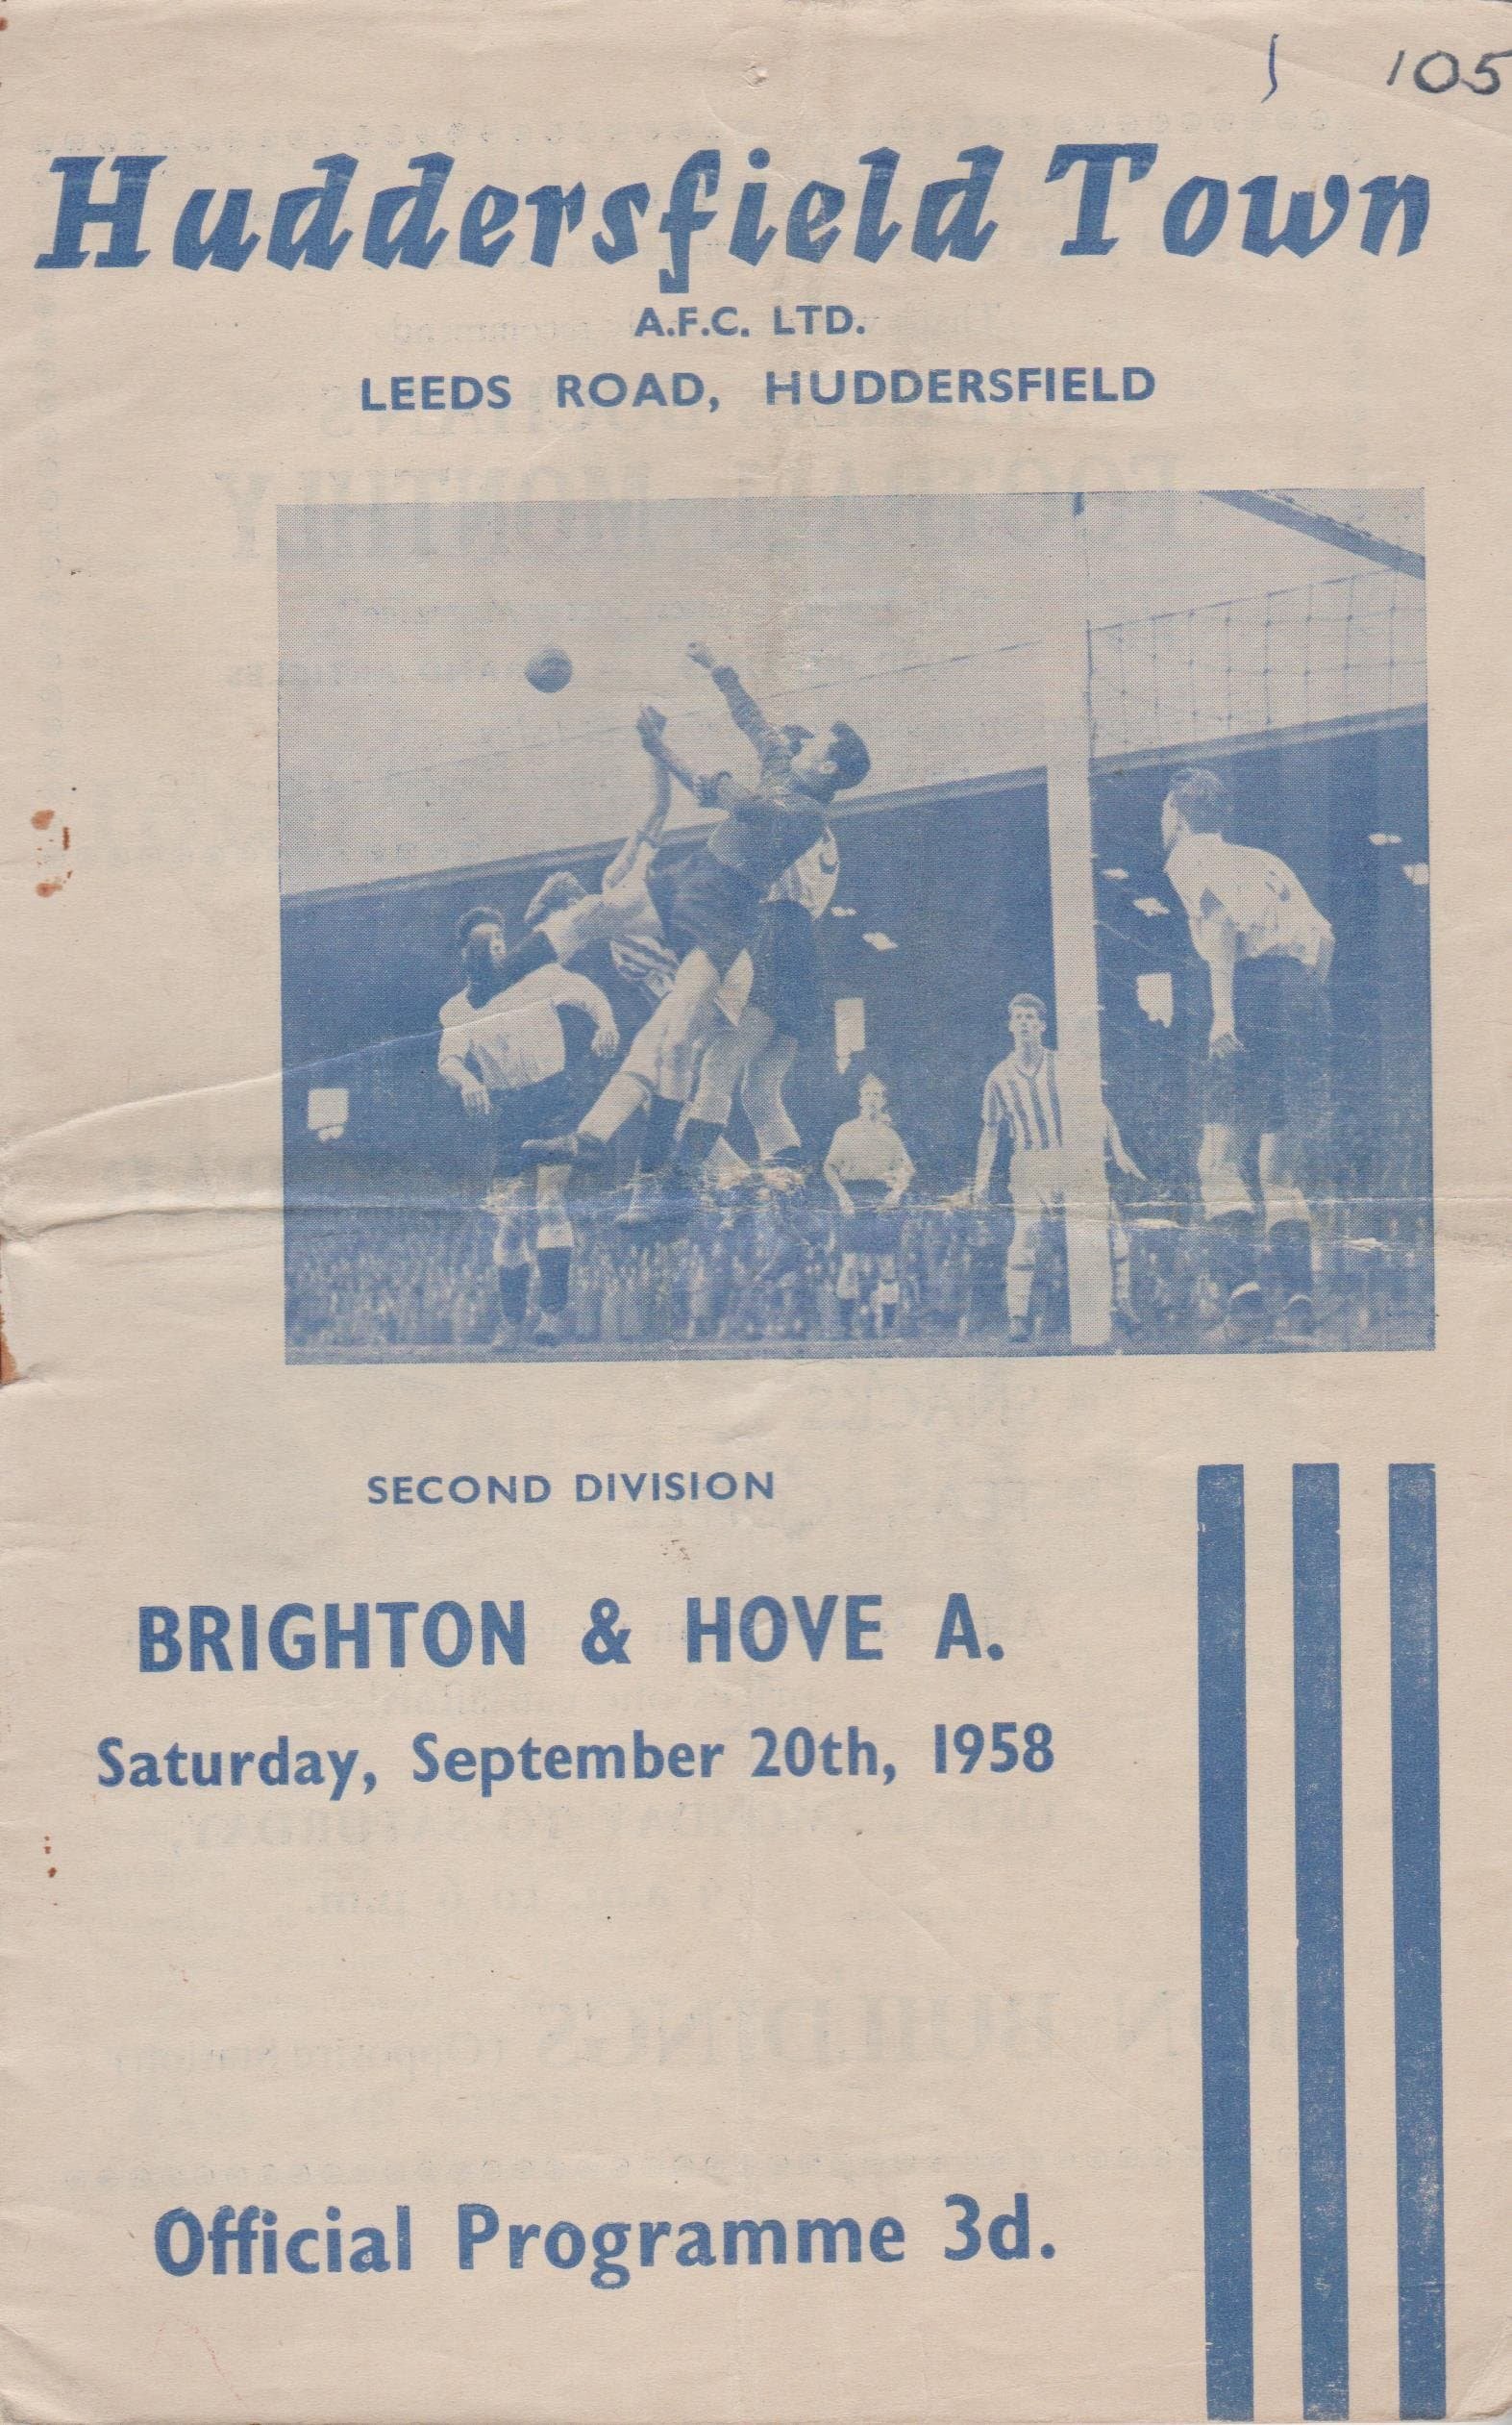 105
Huddersfield Town
A.F.C. LTD.
LEEDS ROAD, HUDDERSFIELD
SECOND DIVISION
BRIGHTON & HOVE A.
Saturday, September 20th, 1958
Official Programme 3d.